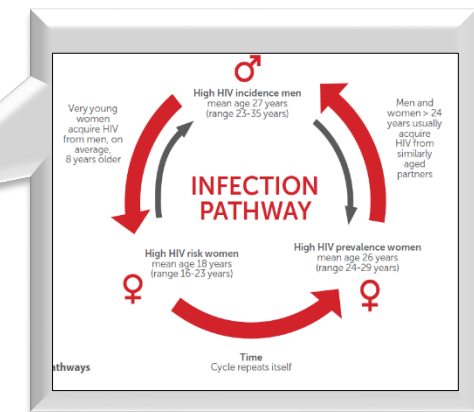 High HIV incidence men
mean age 27 years
(range 23-35 years)
Very young
women
acquire HIV
from men, on
average,
8 years older
Men and
women > 24
years usually
acquire
HIV from
similarly
aged
partners
INFECTION
PATHWAY
High HIV risk women
mean age 18 years
(range 16-23 years)
High HIV prevalence women
mean age 26 years
(range 24-29 years)
Time
Cycle repeats itself
thways